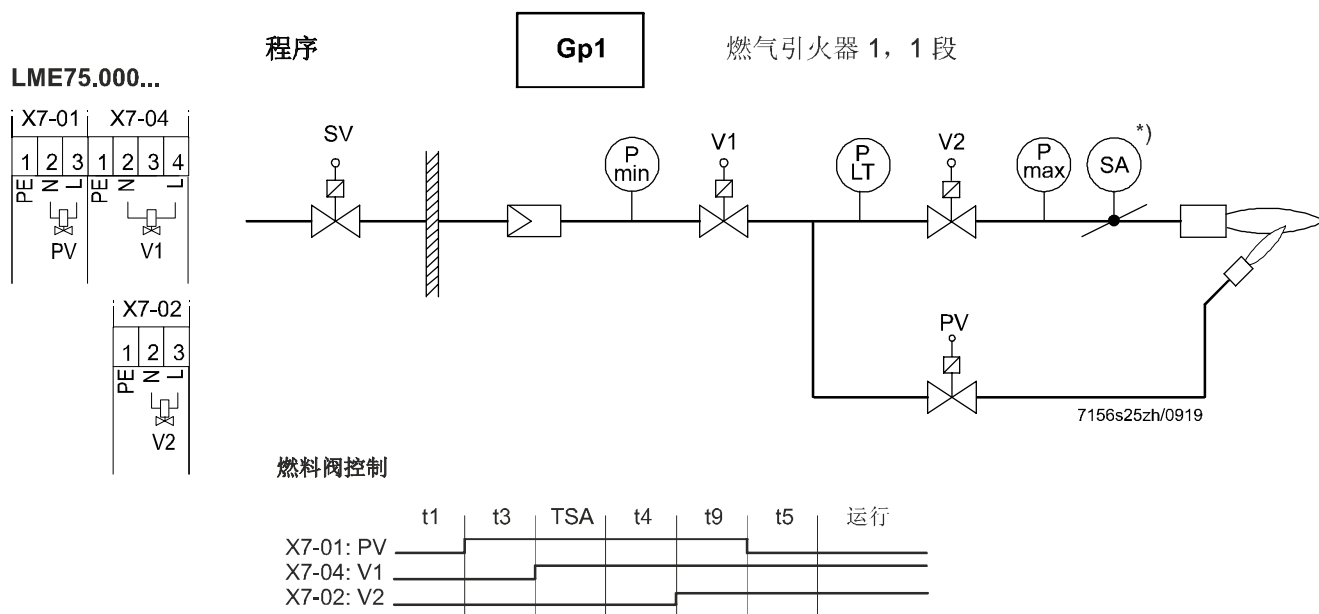 程序
Gp1
燃气引火器 1，1 段
LME75.000...
X7-01 X7-04
1 2 3 1 2 3 4
PE N L PE N L
PV V1
X7-02
1 2 3
PE N L
V2
SV
P min
V1
P LT
V2
P max
SA
*)
PV
7156s25zh/0919
燃料阀控制
t1 t3 TSA t4 t9 t5 运行
X7-01: PV
X7-04: V1
X7-02: V2